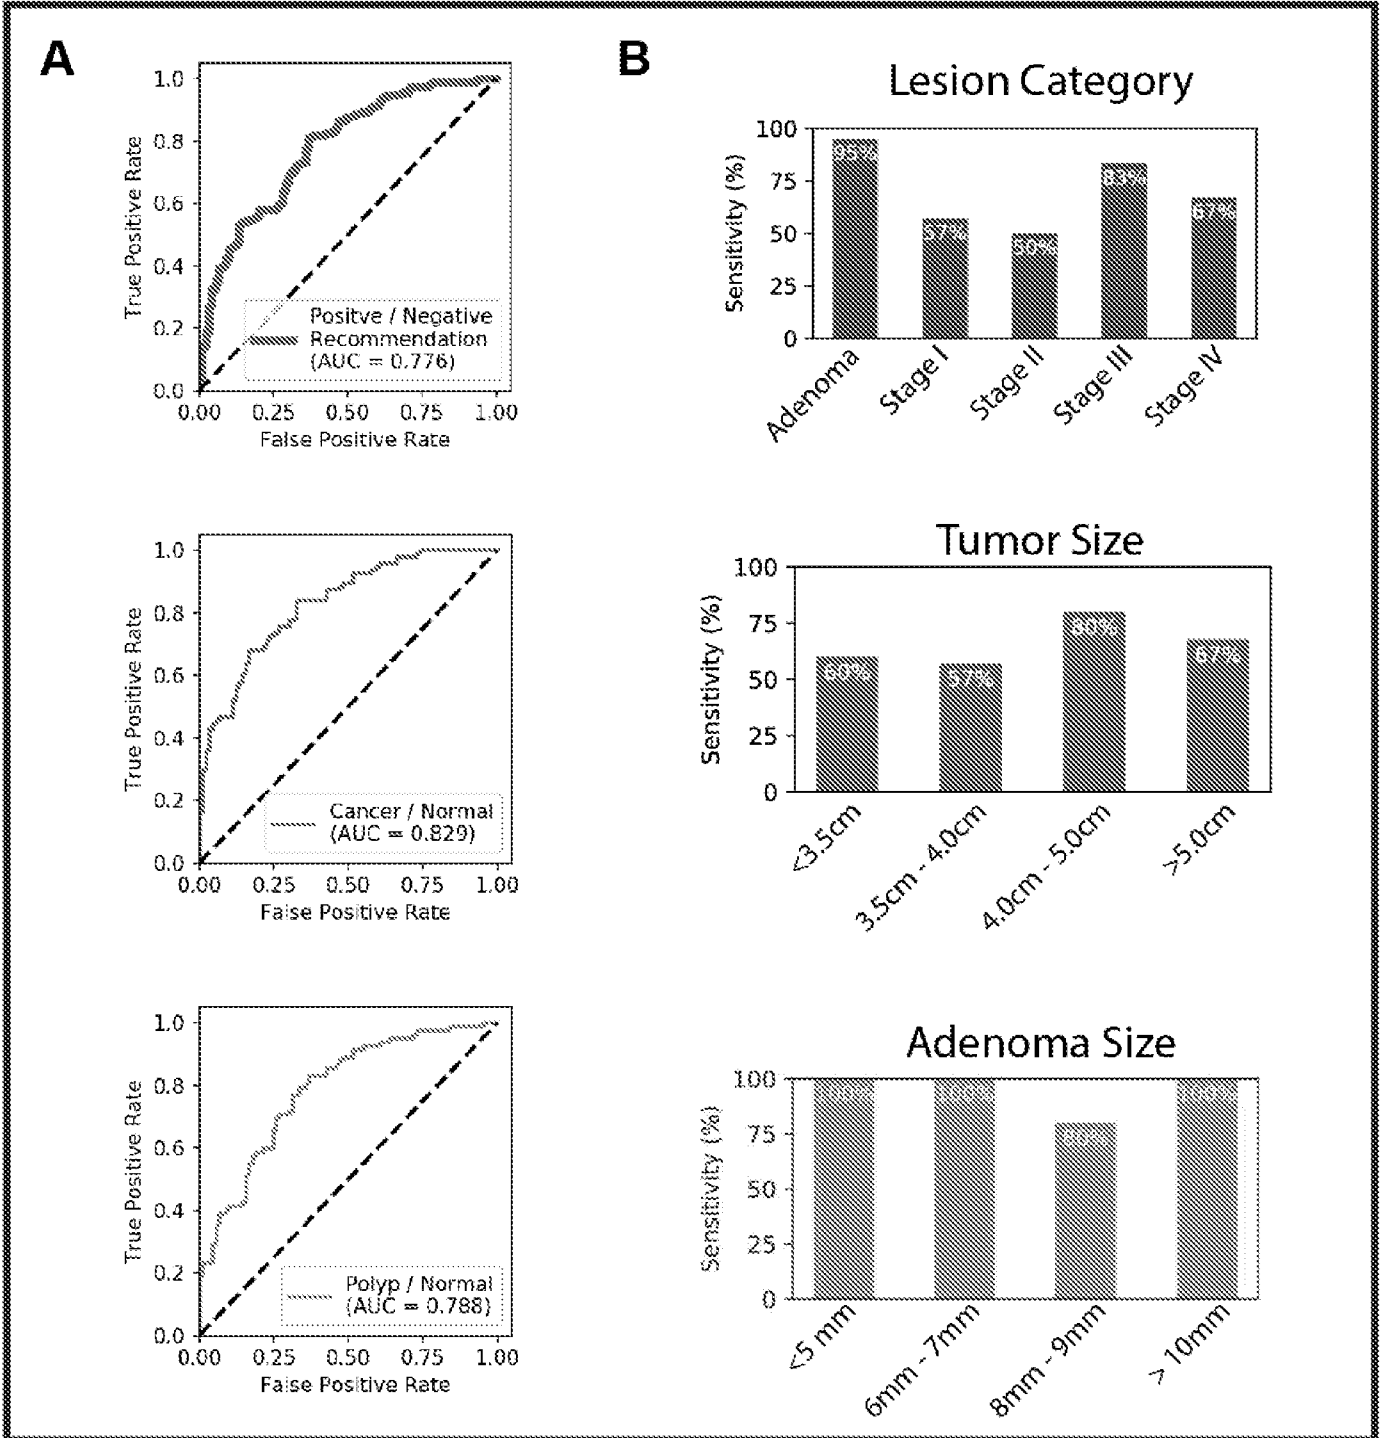 A
1.0
0.8
0.6
0.4
0.2
0.0
True Positive Rate
Positve / Negative
Recommendation
(AUC = 0.776)
0.00 0.25 0.50 0.75 1.00
False Positive Rate
1.0
0.8
0.6
0.4
0.2
0.0
True Positive Rate
Cancer / Normal
(AUC = 0.829)
0.00 0.25 0.50 0.75 1.00
False Positive Rate
1.0
0.8
0.6
0.4
0.2
0.0
True Positive Rate
Polyp / Normal
(AUC = 0.788)
0.00 0.25 0.50 0.75 1.00
False Positive Rate
B
Lesion Category
100
75
50
25
0
Sensitivity (%)
95% 57% 50% 83% 67%
Adenoma
Stage I
Stage II
Stage III
Stage IV
Tumor Size
100
75
50
25
0
Sensitivity (%)
60% 57% 80% 67%
<3.5cm
3.5cm - 4.0cm
4.0cm - 5.0cm
>5.0cm
Adenoma Size
100
75
50
25
0
Sensitivity (%)
100% 100% 80% 100%
<5 mm
6mm - 7mm
8mm - 9mm
> 10mm